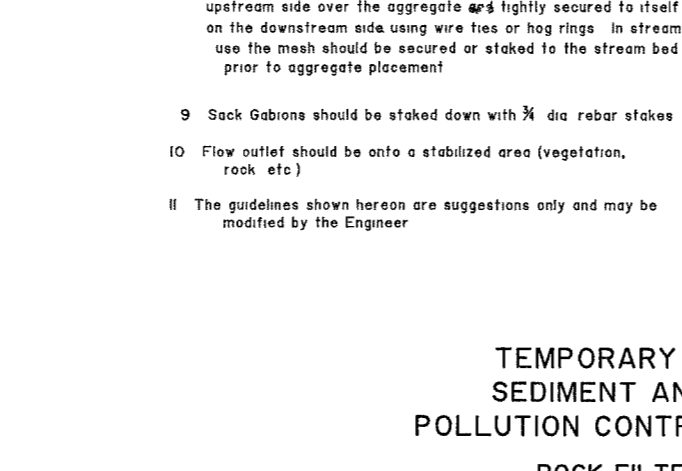 upstream side over the aggregate and tightly secured to itself
on the downstream side using wire ties or hog rings In stream
use the mesh should be secured or staked to the stream bed
prior to aggregate placement
9 Sack Gabions should be staked down with ¾ dia rebar stakes
10 Flow outlet should be onto a stabilized area (vegetation,
rock etc )
11 The guidelines shown hereon are suggestions only and may be
modified by the Engineer
TEMPORARY
SEDIMENT AN
POLLUTION CONTR
ROCK FILTE